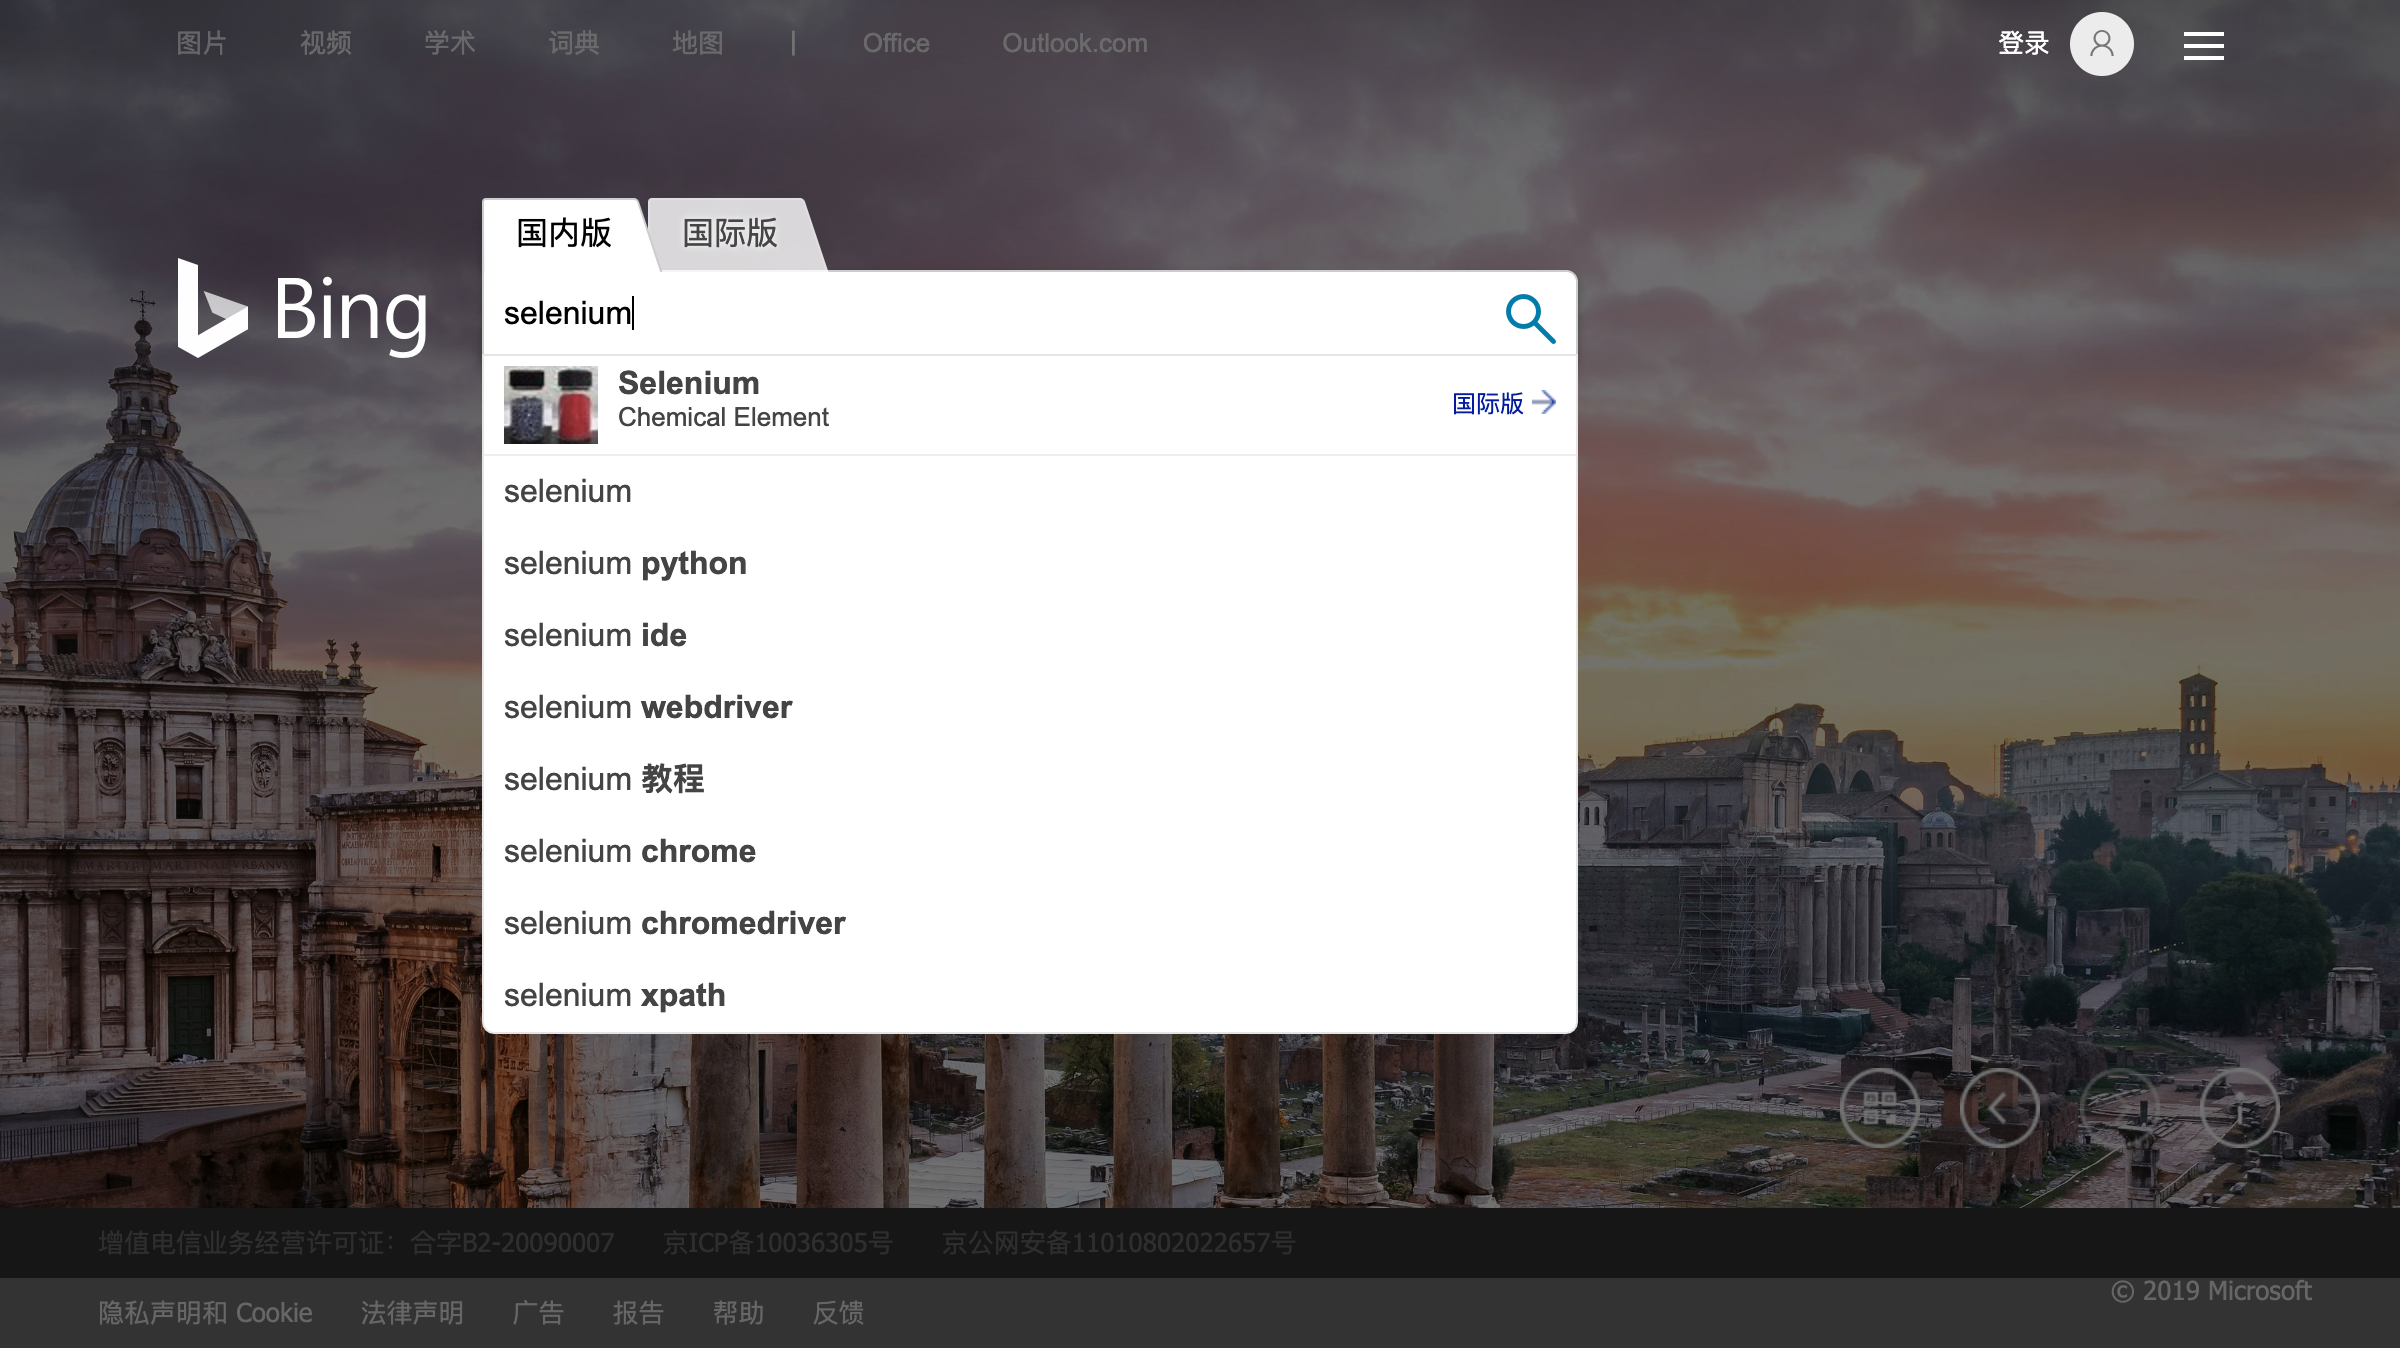 图片 视频 学术 词典 地图 | Office Outlook.com 登录
国内版 国际版
Bing
selenium
Selenium
Chemical Element
国际版
selenium
selenium python
selenium ide
selenium webdriver
selenium 教程
selenium chrome
selenium chromedriver
selenium xpath
增值电信业务经营许可证：合字B2-20090007 京ICP备10036305号 京公网安备11010802022657号
© 2019 Microsoft
隐私声明和 Cookie 法律声明 广告 报告 帮助 反馈